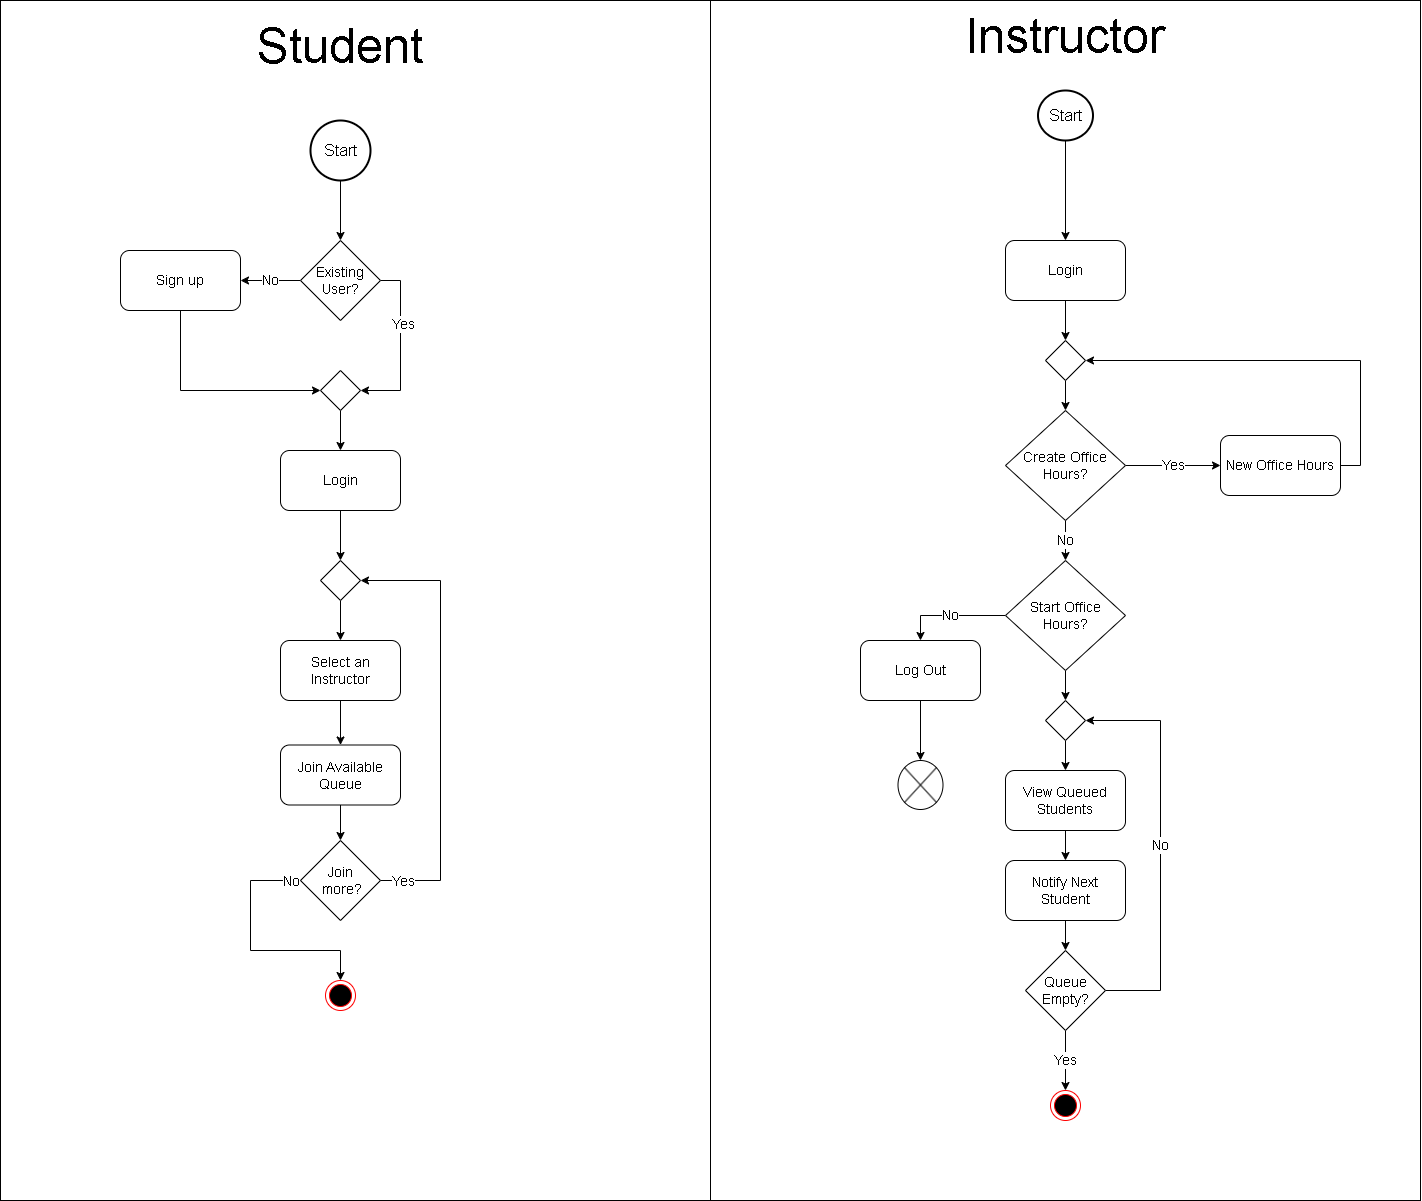 Student
Start
Existing
User?
No
Sign up
Yes
Login
Select an
Instructor
Join Available
Queue
Join
more?
No
Yes
Instructor
Start
Login
Create Office
Hours?
Yes
New Office Hours
No
Start Office
Hours?
No
Log Out
View Queued
Students
No
Notify Next
Student
Queue
Empty?
Yes